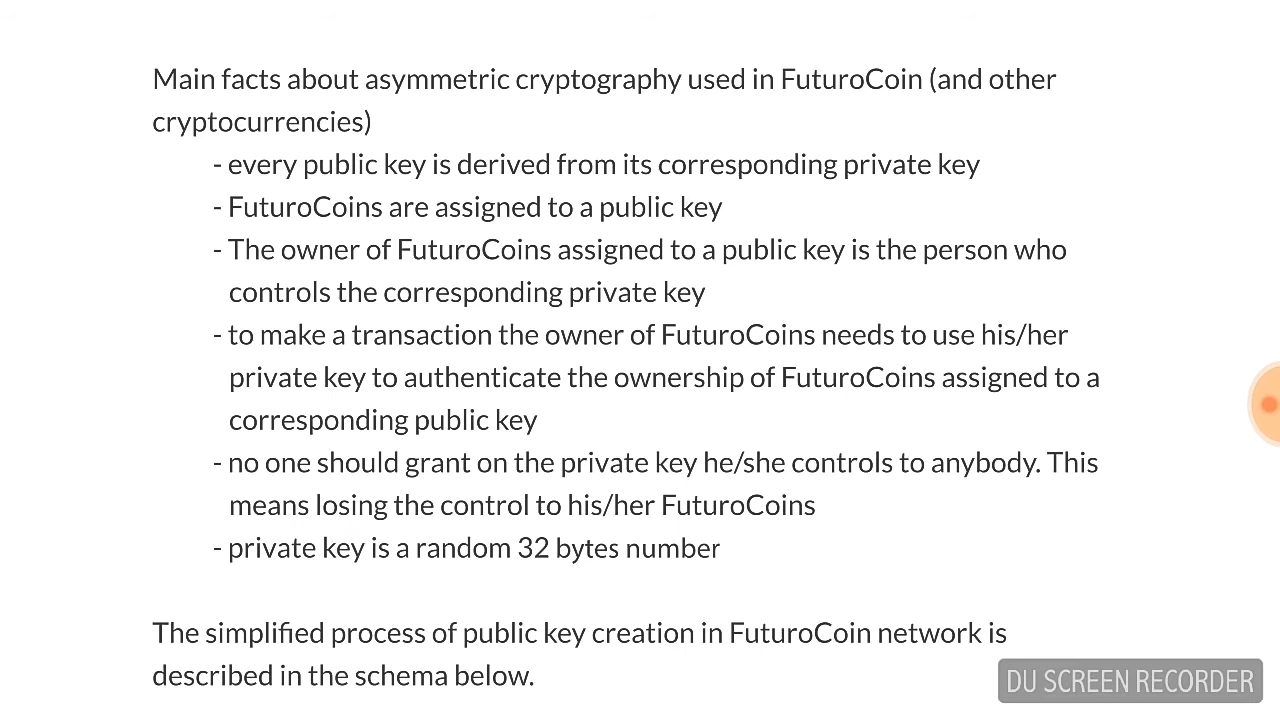 Main facts about asymmetric cryptography used in FuturoCoin (and other
cryptocurrencies)
- every public key is derived from its corresponding private key
- FuturoCoins are assigned to a public key
- The owner of FuturoCoins assigned to a public key is the person who
controls the corresponding private key
- to make a transaction the owner of FuturoCoins needs to use his/her
private key to authenticate the ownership of FuturoCoins assigned to a
corresponding public key
- no one should grant on the private key he/she controls to anybody. This
means losing the control to his/her FuturoCoins
- private key is a random 32 bytes number
The simplified process of public key creation in FuturoCoin network is
described in the schema below.
DU SCREEN RECORDER